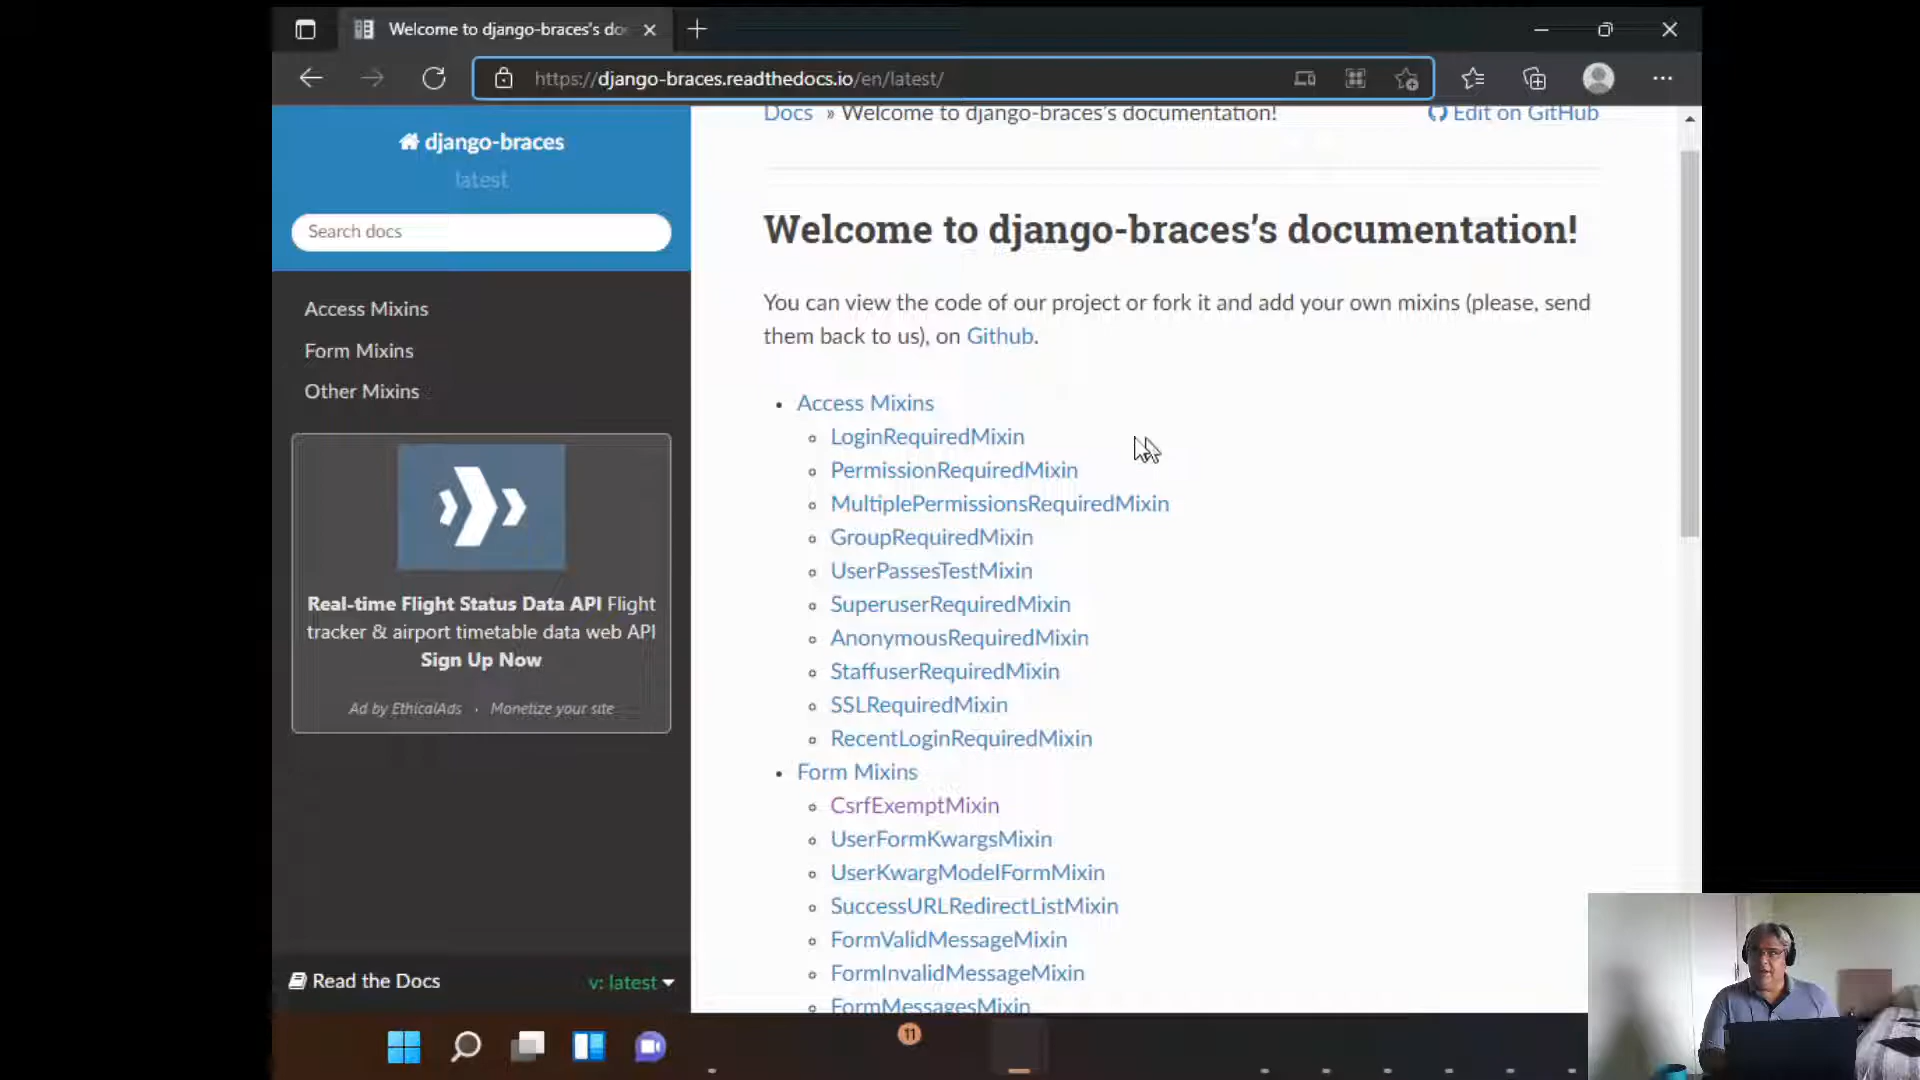 Welcome to django-braces's do
https://django-braces.readthedocs.io/en/latest/
django-braces
latest
Search docs
Access Mixins
Form Mixins
Other Mixins
Real-time Flight Status Data API Flight
tracker & airport timetable data web API
Sign Up Now
Ad by EthicalAds · Monetize your site
Read the Docs
v: latest
Docs » Welcome to django-braces's documentation!
Edit on GitHub
Welcome to django-braces's documentation!
You can view the code of our project or fork it and add your own mixins (please, send
them back to us), on Github.
Access Mixins
LoginRequiredMixin
PermissionRequiredMixin
MultiplePermissionsRequiredMixin
GroupRequiredMixin
UserPassesTestMixin
SuperuserRequiredMixin
AnonymousRequiredMixin
StaffuserRequiredMixin
SSLRequiredMixin
RecentLoginRequiredMixin
Form Mixins
CsrfExemptMixin
UserFormKwargsMixin
UserKwargModelFormMixin
SuccessURLRedirectListMixin
FormValidMessageMixin
FormInvalidMessageMixin
FormMessagesMixin
11